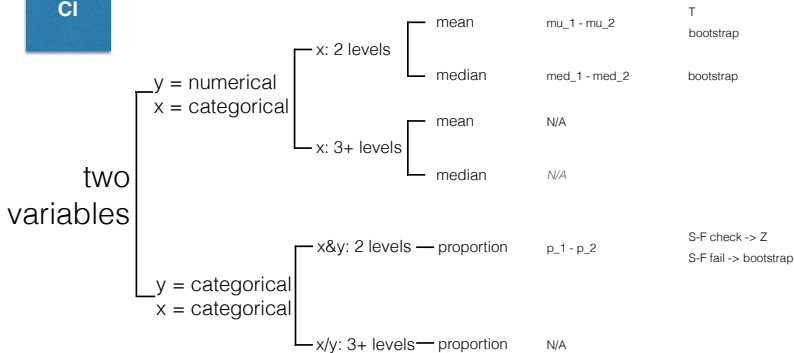 CI
mean
mu_1 - mu_2
T
bootstrap
x: 2 levels
median
med_1 - med_2
bootstrap
y = numerical
x = categorical
mean
N/A
x: 3+ levels
median
N/A
two
variables
x&y: 2 levels
proportion
p_1 - p_2
S-F check -> Z
S-F fail -> bootstrap
y = categorical
x = categorical
x/y: 3+ levels
proportion
N/A